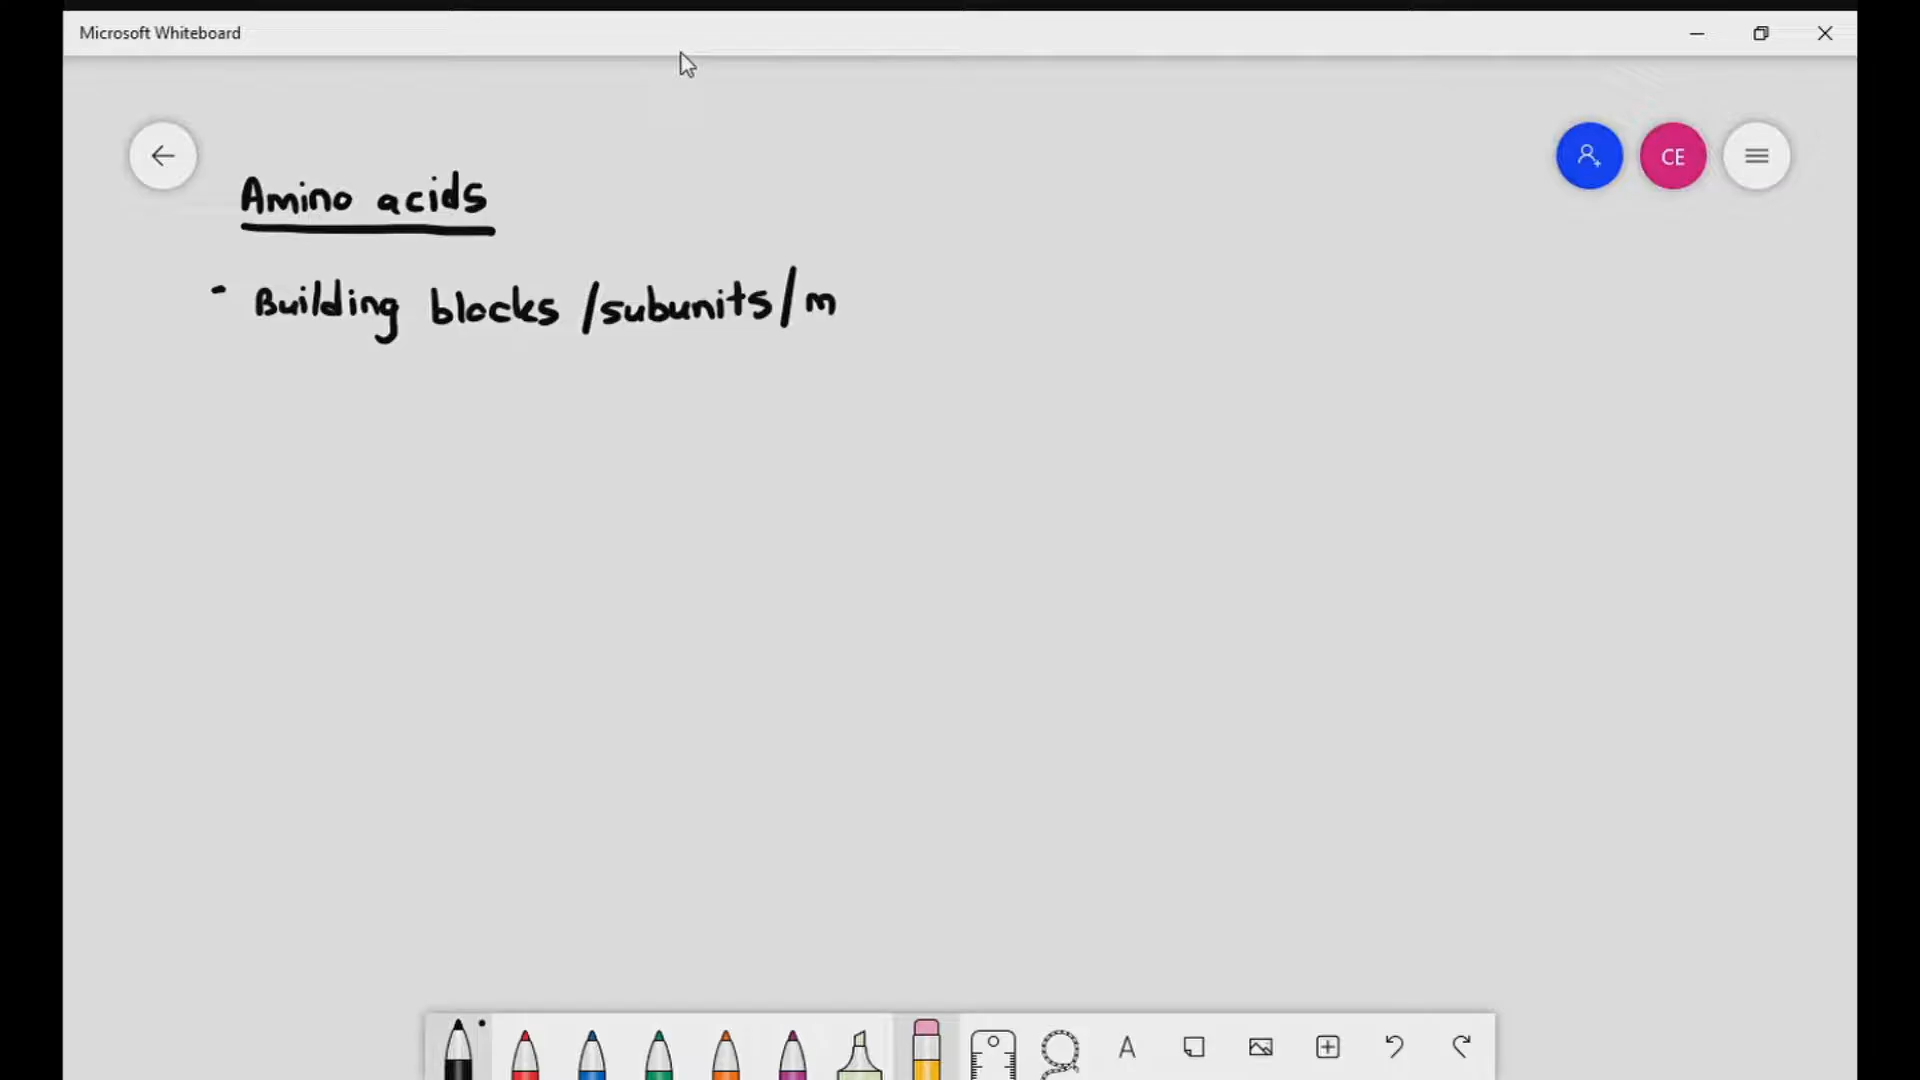 Microsoft Whiteboard
CE
Amino acids
- Building blocks /subunits/m
A